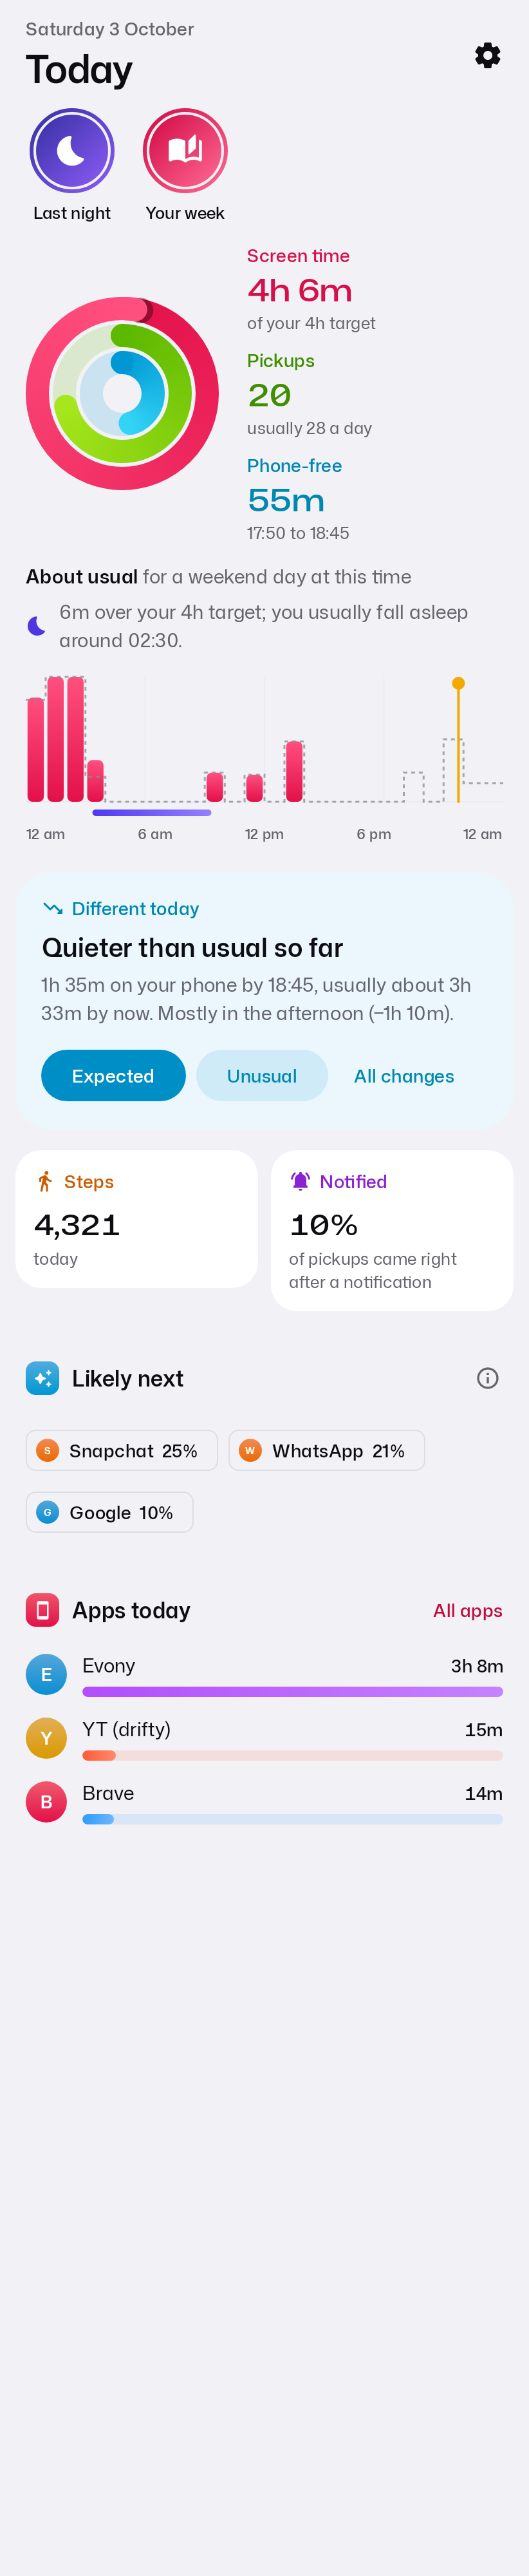 Saturday 3 October
Today
Last night
Your week
Screen time
4h 6m
of your 4h target
Pickups
20
usually 28 a day
Phone-free
55m
17:50 to 18:45
About usual for a weekend day at this time
6m over your 4h target; you usually fall asleep
around 02:30.
12 am
6 am
12 pm
6 pm
12 am
Different today
Quieter than usual so far
1h 35m on your phone by 18:45, usually about 3h
33m by now. Mostly in the afternoon (−1h 10m).
Expected
Unusual
All changes
Steps
4,321
today
Notified
10%
of pickups came right
after a notification
Likely next
S Snapchat 25%
W WhatsApp 21%
G Google 10%
Apps today
All apps
E Evony 3h 8m
Y YT (drifty) 15m
B Brave 14m